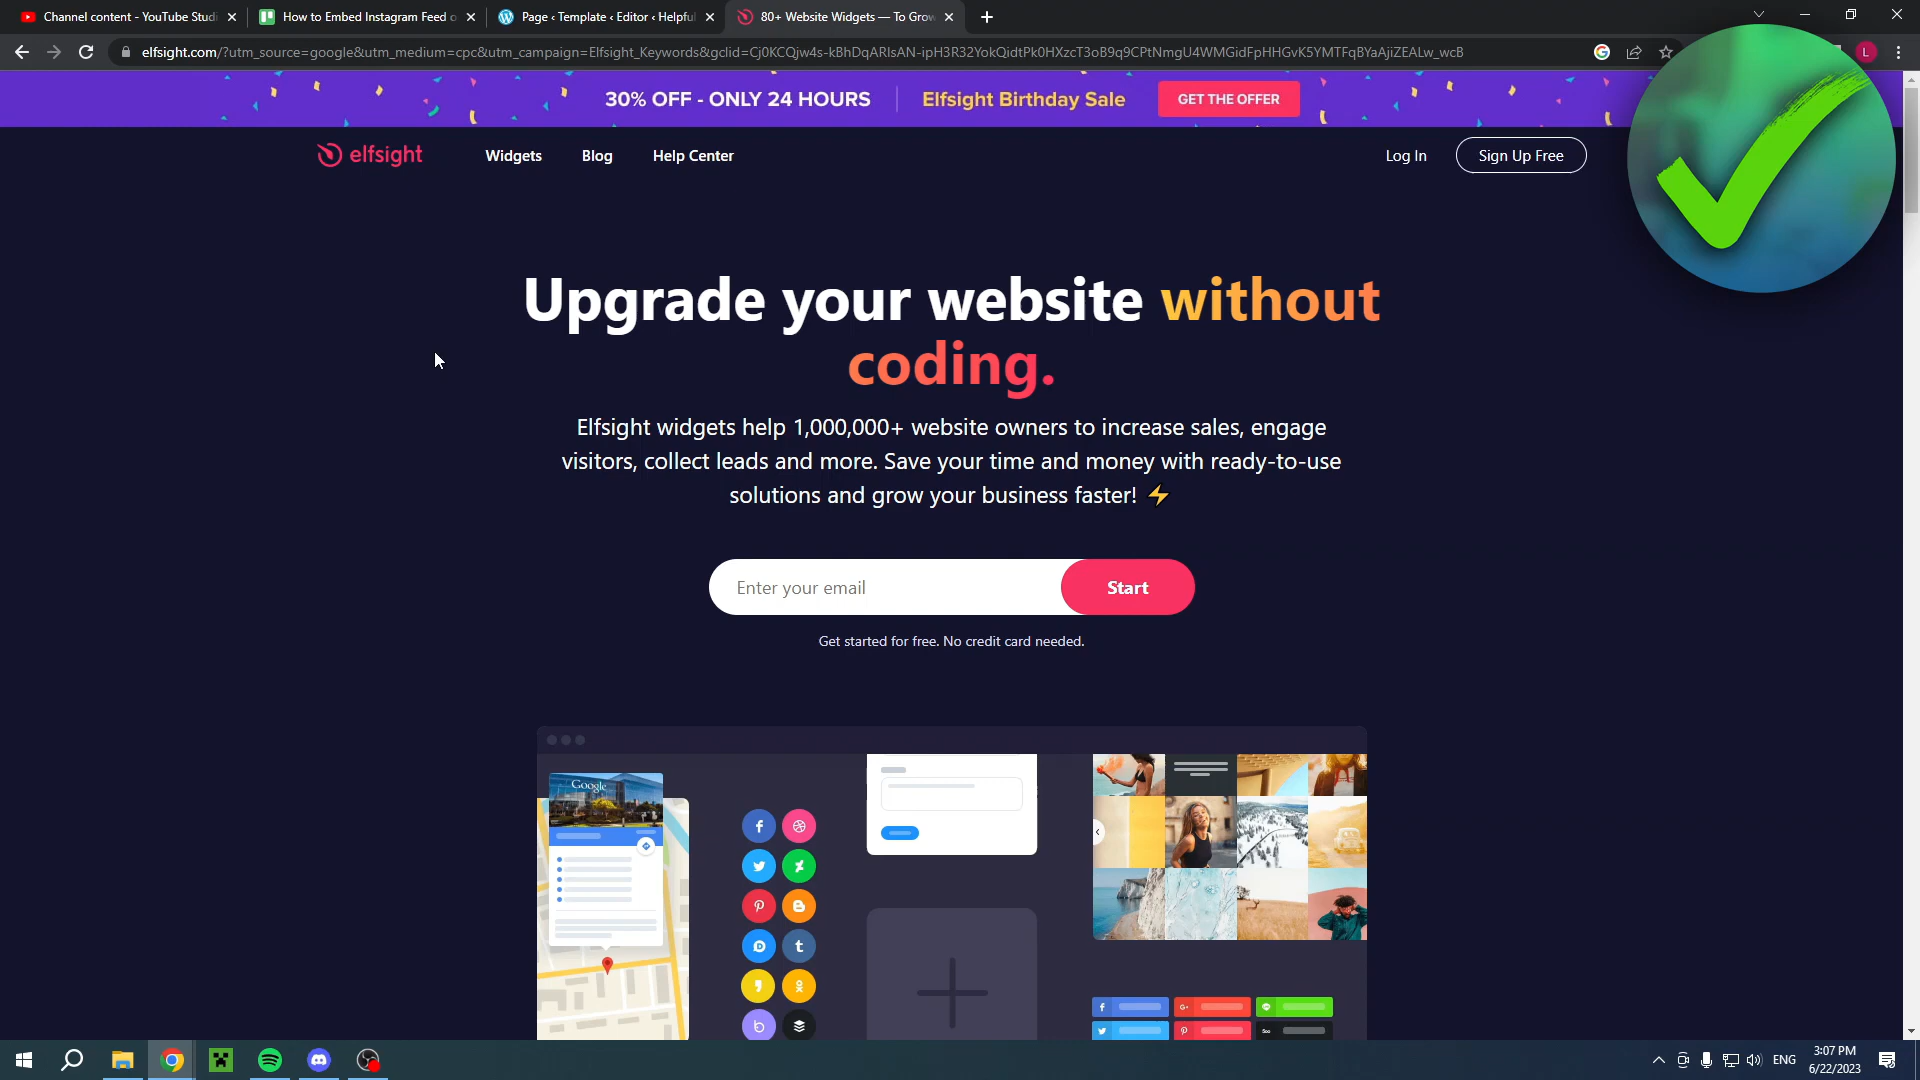 Channel content - YouTube Studi
How to Embed Instagram Feed o
Page ‹ Template ‹ Editor ‹ Helpful
80+ Website Widgets — To Grow
elfsight.com/?utm_source=google&utm_medium=cpc&utm_campaign=Elfsight_Keywords&gclid=Cj0KCQjw4s-kBhDqARIsAN-ipH3R32YokQidtPk0HXzcT3oB9q9CPtNmgU4WMGidFpHHGvK5YMTFqBYaAjiZEALw_wcB
L
30% OFF - ONLY 24 HOURS
Elfsight Birthday Sale
GET THE OFFER
elfsight
Widgets
Blog
Help Center
Log In
Sign Up Free
Upgrade your website without
coding.
Elfsight widgets help 1,000,000+ website owners to increase sales, engage
visitors, collect leads and more. Save your time and money with ready-to-use
solutions and grow your business faster! ⚡
Enter your email
Start
Get started for free. No credit card needed.
Google
ENG
3:07 PM
6/22/2023